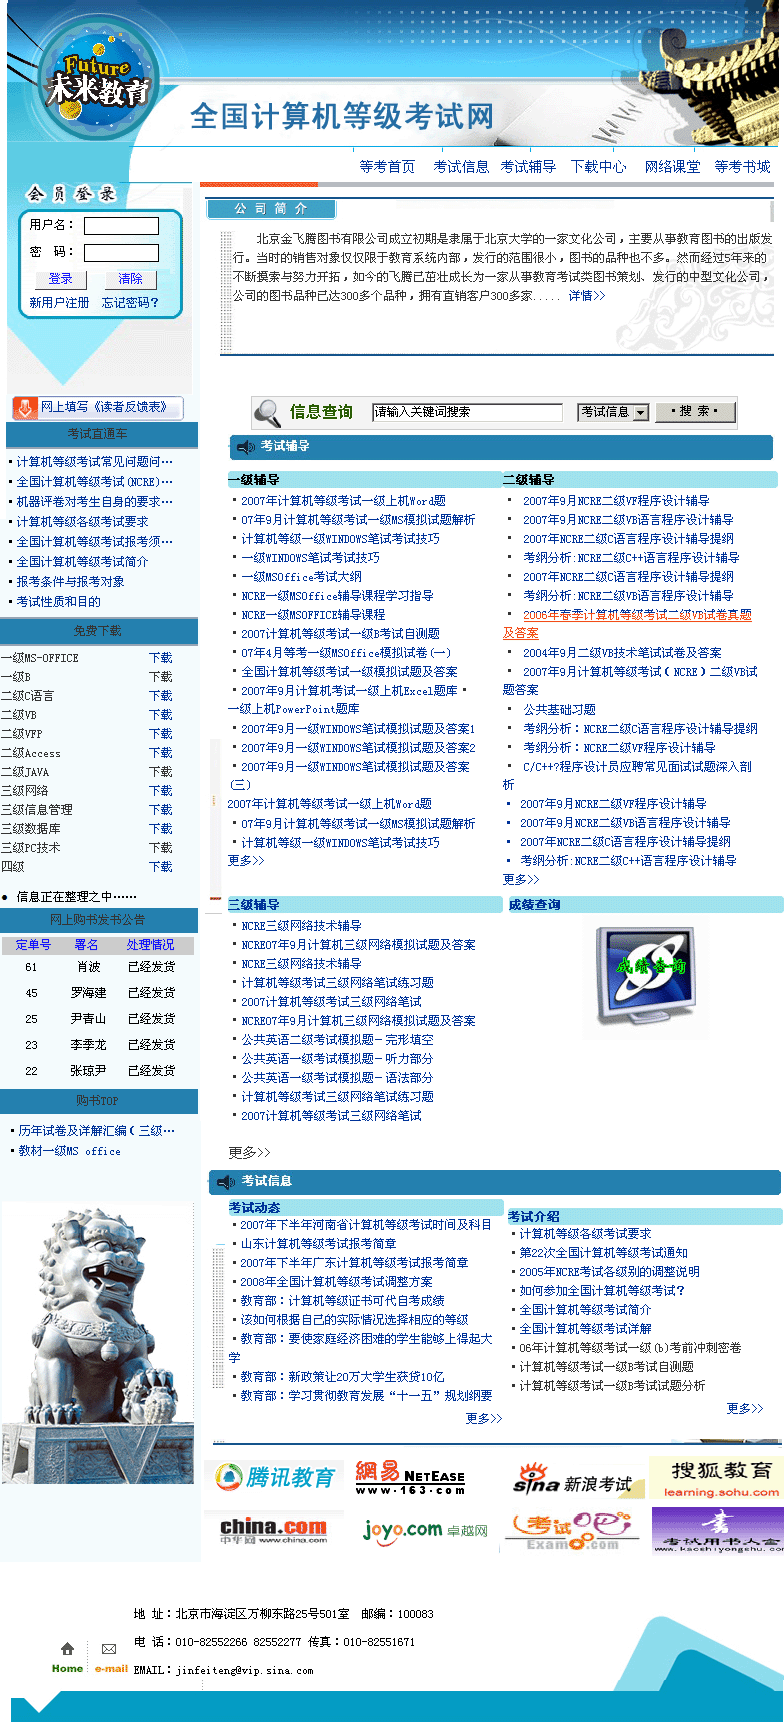 Future
未来教育
全国计算机等级考试网
等考首页 考试信息 考试辅导 下载中心 网络课堂 等考书城
会员登录
用户名：
密 码：
登录 清除
新用户注册 忘记密码?
网上填写《读者反馈表》
考试直通车
·计算机等级考试常见问题问…
·全国计算机等级考试(NCRE)…
·机器评卷对考生自身的要求…
·计算机等级各级考试要求
·全国计算机等级考试报考须…
·全国计算机等级考试简介
·报考条件与报考对象
·考试性质和目的
免费下载
一级MS-OFFICE 下载
一级B 下载
二级C语言 下载
二级VB 下载
二级VFP 下载
二级Access 下载
二级JAVA 下载
三级网络 下载
三级信息管理 下载
三级数据库 下载
三级PC技术 下载
四级 下载
● 信息正在整理之中……
网上购书发书公告
定单号 署名 处理情况
61 肖波 已经发货
45 罗海建 已经发货
25 尹青山 已经发货
23 李季龙 已经发货
22 张琼尹 已经发货
购书TOP
·历年试卷及详解汇编（三级…
·教材一级MS office
公司简介
北京金飞腾图书有限公司成立初期是隶属于北京大学的一家文化公司，主要从事教育图书的出版发
行。当时的销售对象仅仅限于教育系统内部，发行的范围很小，图书的品种也不多。然而经过5年来的
不断摸索与努力开拓，如今的飞腾已茁壮成长为一家从事教育考试类图书策划、发行的中型文化公司，
公司的图书品种已达300多个品种，拥有直销客户300多家..... 详情>>
信息查询 请输入关键词搜索 考试信息 ·搜 索·
考试辅导
一级辅导
·2007年计算机等级考试一级上机Word题
·07年9月计算机等级考试一级MS模拟试题解析
·计算机等级一级WINDOWS笔试考试技巧
·一级WINDOWS笔试考试技巧
·一级MSOffice考试大纲
·NCRE一级MSOffice辅导课程学习指导
·NCRE一级MSOFFICE辅导课程
·2007计算机等级考试一级B考试自测题
·07年4月等考一级MSOffice模拟试卷(一)
·全国计算机等级考试一级模拟试题及答案
·2007年9月计算机考试一级上机Excel题库·
一级上机PowerPoint题库
·2007年9月一级WINDOWS笔试模拟试题及答案1
·2007年9月一级WINDOWS笔试模拟试题及答案2
·2007年9月一级WINDOWS笔试模拟试题及答案
(三)
2007年计算机等级考试一级上机Word题
·07年9月计算机等级考试一级MS模拟试题解析
·计算机等级一级WINDOWS笔试考试技巧
更多>>
二级辅导
· 2007年9月NCRE二级VF程序设计辅导
· 2007年9月NCRE二级VB语言程序设计辅导
· 2007年NCRE二级C语言程序设计辅导提纲
· 考纲分析:NCRE二级C++语言程序设计辅导
· 2007年NCRE二级C语言程序设计辅导提纲
· 考纲分析:NCRE二级VB语言程序设计辅导
· 2006年春季计算机等级考试二级VB试卷真题
及答案
· 2004年9月二级VB技术笔试试卷及答案
· 2007年9月计算机等级考试（NCRE）二级VB试
题答案
· 公共基础习题
· 考纲分析：NCRE二级C语言程序设计辅导提纲
· 考纲分析：NCRE二级VF程序设计辅导
· C/C++?程序设计员应聘常见面试试题深入剖
析
· 2007年9月NCRE二级VF程序设计辅导
· 2007年9月NCRE二级VB语言程序设计辅导
· 2007年NCRE二级C语言程序设计辅导提纲
· 考纲分析:NCRE二级C++语言程序设计辅导
更多>>
三级辅导
·NCRE三级网络技术辅导
·NCRE07年9月计算机三级网络模拟试题及答案
·NCRE三级网络技术辅导
·计算机等级考试三级网络笔试练习题
·2007计算机等级考试三级网络笔试
·NCRE07年9月计算机三级网络模拟试题及答案
·公共英语二级考试模拟题－完形填空
·公共英语一级考试模拟题－听力部分
·公共英语一级考试模拟题－语法部分
·计算机等级考试三级网络笔试练习题
·2007计算机等级考试三级网络笔试
更多>>
成绩查询
成绩查询
考试信息
考试动态
·2007年下半年河南省计算机等级考试时间及科目
·山东计算机等级考试报考简章
·2007年下半年广东计算机等级考试报考简章
·2008年全国计算机等级考试调整方案
·教育部：计算机等级证书可代自考成绩
·该如何根据自己的实际情况选择相应的等级
·教育部：要使家庭经济困难的学生能够上得起大
学
·教育部：新政策让20万大学生获贷10亿
·教育部：学习贯彻教育发展“十一五”规划纲要
更多>>
考试介绍
·计算机等级各级考试要求
·第22次全国计算机等级考试通知
·2005年NCRE考试各级别的调整说明
·如何参加全国计算机等级考试?
·全国计算机等级考试简介
·全国计算机等级考试详解
·06年计算机等级考试一级(b)考前冲刺密卷
·计算机等级考试一级B考试自测题
·计算机等级考试一级B考试试题分析
更多>>
腾讯教育 網易 NETEASE www.163.com sina 新浪考试 搜狐教育 learning.sohu.com
china.com 中华网 www.china.com joyo.com 卓越网 考试吧 Exam8.com 书 考试用书大全 www.kaoshiyongshu.com
地 址：北京市海淀区万柳东路25号501室 邮编：100083
电 话：010-82552266 82552277 传真：010-82551671
EMAIL：jinfeiteng@vip.sina.com
Home e-mail